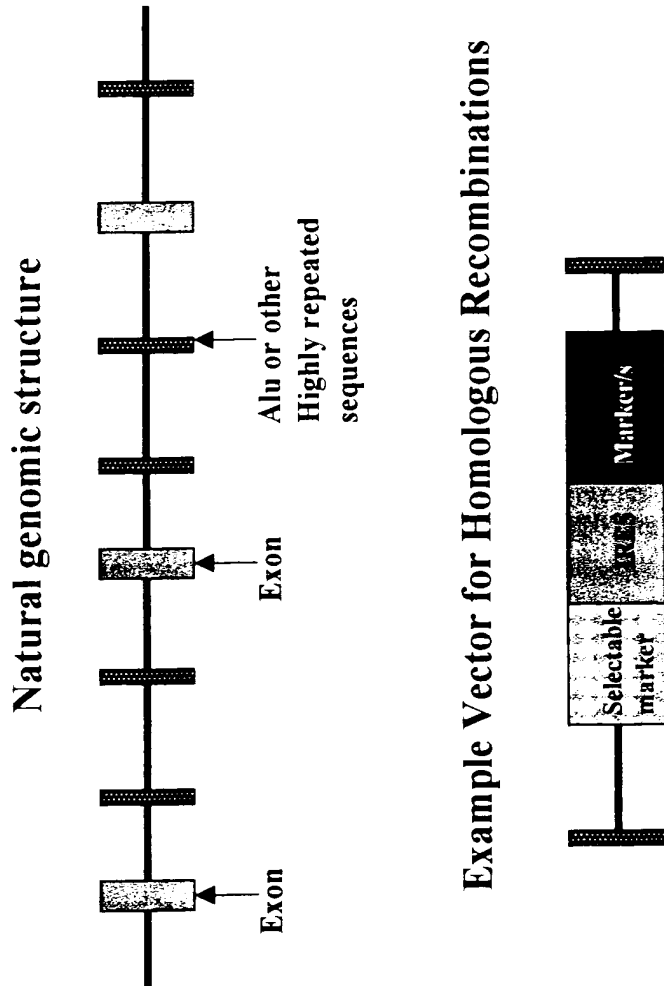 Natural genomic structure
Exon
Exon
Alu or other
Highly repeated
sequences
Example Vector for Homologous Recombinations
Selectable
marker
IRES
Marker/s